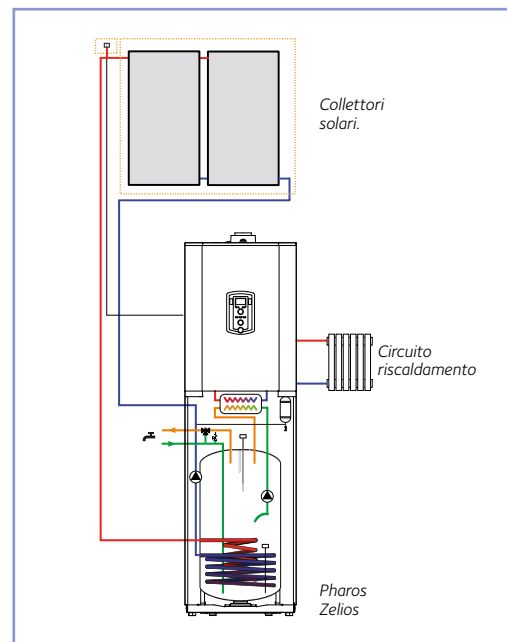 Collettori
solari.
Circuito
riscaldamento
Pharos
Zelios